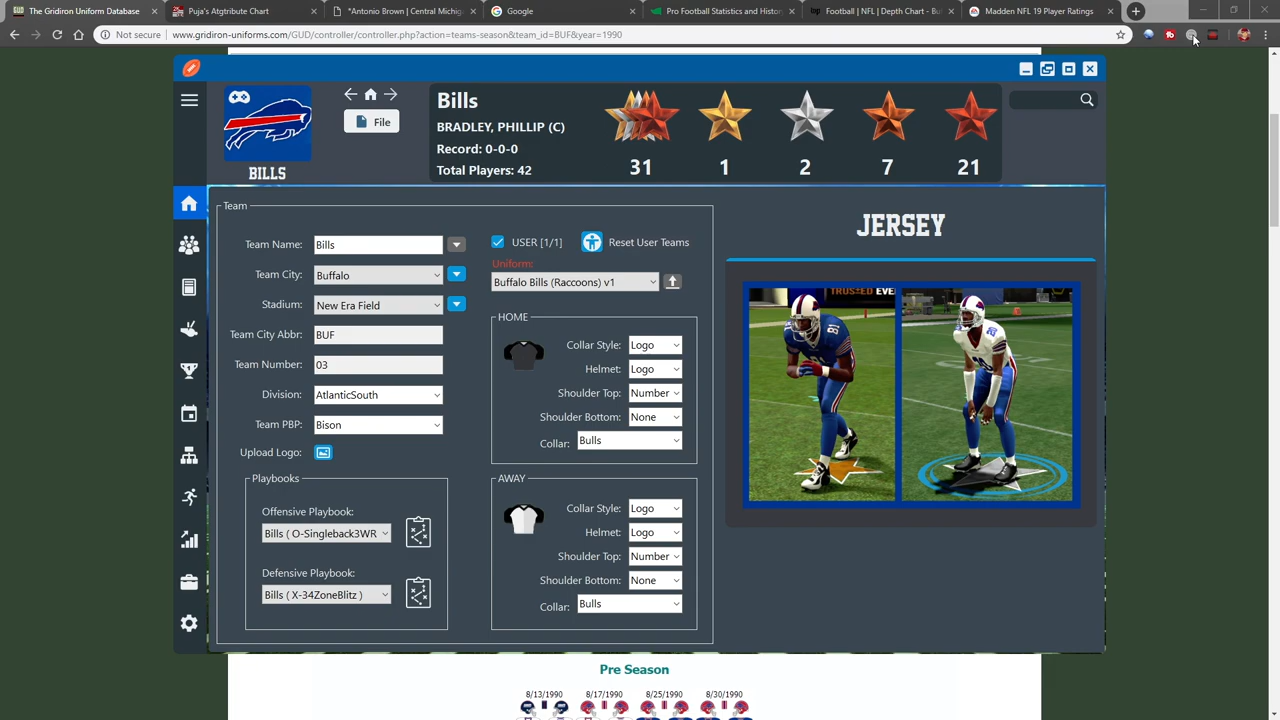 The Gridiron Uniform Database
Puja's Atgtribute Chart
"Antonio Brown | Central Michig
Google
Pro Football Statistics and Histor
Football | NFL | Depth Chart - Buf
Madden NFL 19 Player Ratings
Not secure
www.gridiron-uniforms.com/GUD/controller/controller.php?action=teams-season&team_id=BUF&year=1990
BILLS
File
Bills
BRADLEY, PHILLIP (C)
Record: 0-0-0
Total Players: 42
31
1
2
7
21
Team
Team Name:
Bills
Team City:
Buffalo
Stadium:
New Era Field
Team City Abbr:
BUF
Team Number:
03
Division:
AtlanticSouth
Team PBP:
Bison
Upload Logo:
Playbooks
Offensive Playbook:
Bills ( O-Singleback3WR
Defensive Playbook:
Bills ( X-34ZoneBlitz )
USER [1/1]
Reset User Teams
Uniform:
Buffalo Bills (Raccoons) v1
HOME
Collar Style:
Logo
Helmet:
Logo
Shoulder Top:
Number
Shoulder Bottom:
None
Collar:
Bulls
AWAY
Collar Style:
Logo
Helmet:
Logo
Shoulder Top:
Number
Shoulder Bottom:
None
Collar:
Bulls
JERSEY
TRUSTED EVE
81
Pre Season
8/13/1990
8/17/1990
8/25/1990
8/30/1990